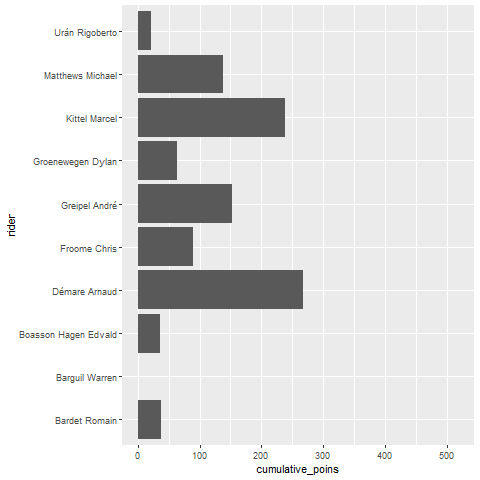 Urán Rigoberto
Matthews Michael
Kittel Marcel
Groenewegen Dylan
Greipel André
Froome Chris
Démare Arnaud
Boasson Hagen Edvald
Barguil Warren
Bardet Romain
rider
0 100 200 300 400 500
cumulative_poins